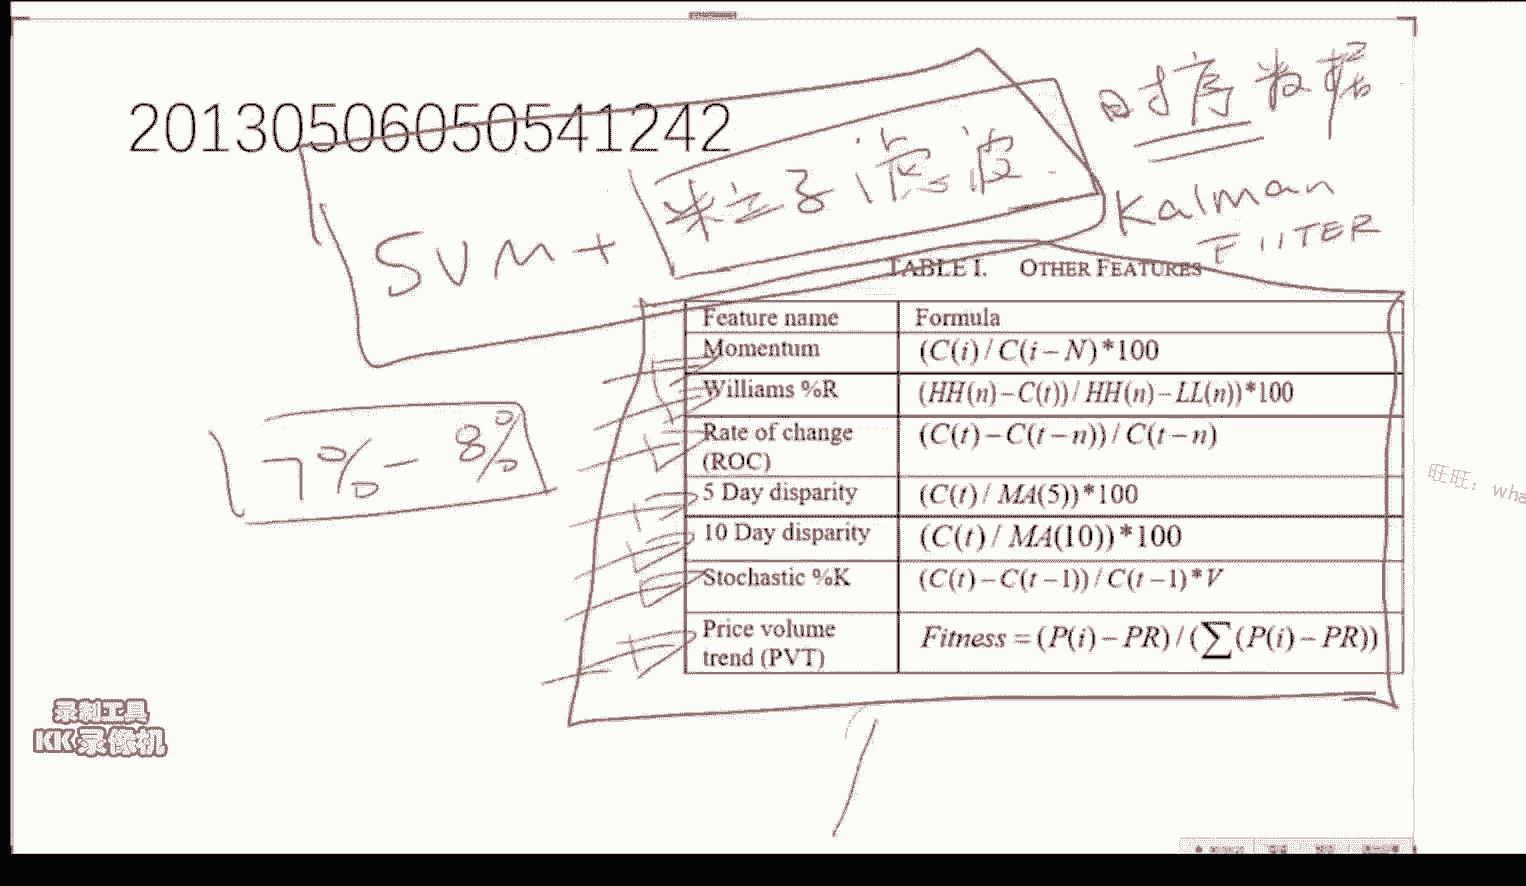 20130506050541242
时序数据
SVM + 粒子滤波
Kalman
FIlTER
TABLE I. OTHER FEATURES
Feature name Formula
Momentum (C(i)/C(i−N)*100
Williams %R (HH(n)−C(t))/HH(n)−LL(n))*100
Rate of change (ROC) (C(t)−C(t−n))/C(t−n)
5 Day disparity (C(t)/MA(5))*100
10 Day disparity (C(t)/MA(10))*100
Stochastic %K (C(t)−C(t−1))/C(t−1)*V
Price volume trend (PVT) Fitness=(P(i)−PR)/(∑(P(i)−PR))
7%−8%
旺旺: wha
录制工具
KK录像机